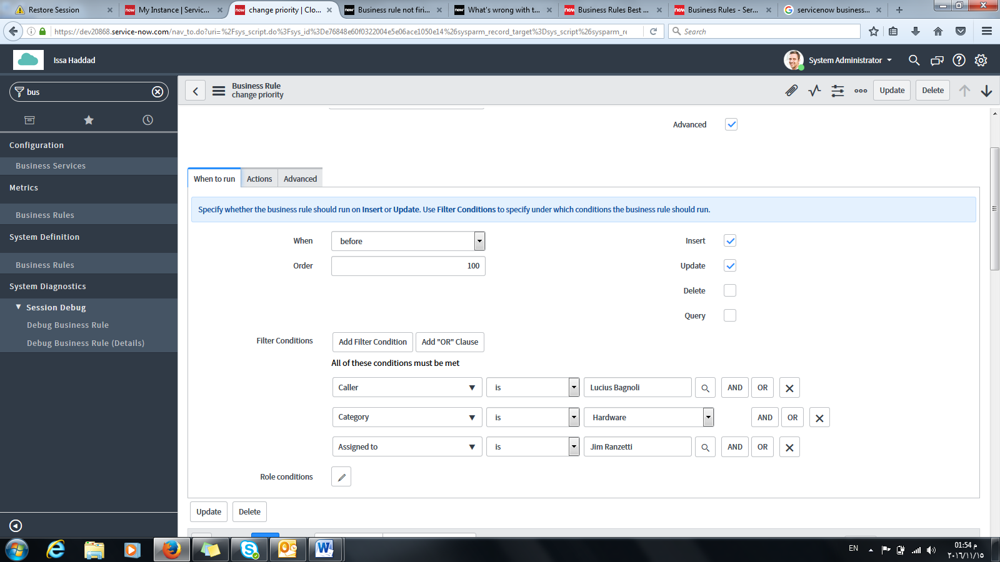 Restore Session
My Instance | Servic...
change priority | Clo...
Business rule not firi...
What's wrong with t...
Business Rules Best ...
Business Rules - Ser...
servicenow business...
https://dev20868.service-now.com/nav_to.do?uri=%2Fsys_script.do%3Fsys_id%3De76848e60f0322004e5e06ace1050e14%26sysparm_record_target%3Dsys_script%26sysparm_re
Search
Issa Haddad
System Administrator
bus
Business Rule
change priority
Update
Delete
Configuration
Business Services
Metrics
Business Rules
System Definition
Business Rules
System Diagnostics
Session Debug
Debug Business Rule
Debug Business Rule (Details)
Advanced
When to run
Actions
Advanced
Specify whether the business rule should run on Insert or Update. Use Filter Conditions to specify under which conditions the business rule should run.
When
before
Insert
Order
100
Update
Delete
Query
Filter Conditions
Add Filter Condition
Add "OR" Clause
All of these conditions must be met
Caller
is
Lucius Bagnoli
AND
OR
Category
is
Hardware
AND
OR
Assigned to
is
Jim Ranzetti
AND
OR
Role conditions
Update
Delete
EN
01:54 م
٢٠١٦/١١/١٥